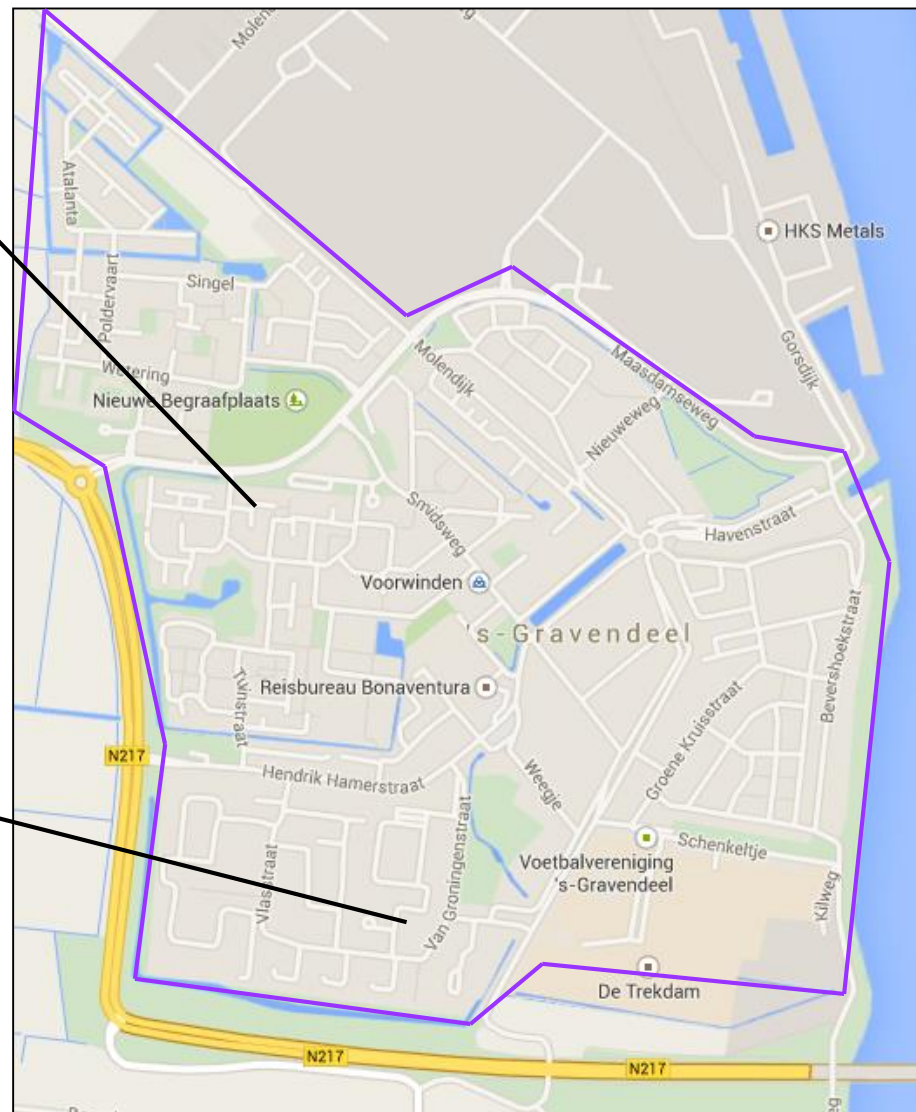 Molen
Atalanta
HKS Metals
Poldervaart
Singel
Gorsdijk
Wetering
Molendijk
Maasdamseweg
Nieuwe Begraafplaats
Nieuweweg
Smidsweg
Havenstraat
Voorwinden
's-Gravendeel
Bevershoekstraat
Tuinstraat
Reisbureau Bonaventura
Groene Kruisstraat
N217
Hendrik Hamerstraat
Weegje
Schenkeltje
Voetbalvereniging
's-Gravendeel
Vlasstraat
Van Groningenstraat
Kilweg
De Trekdam
N217
N217